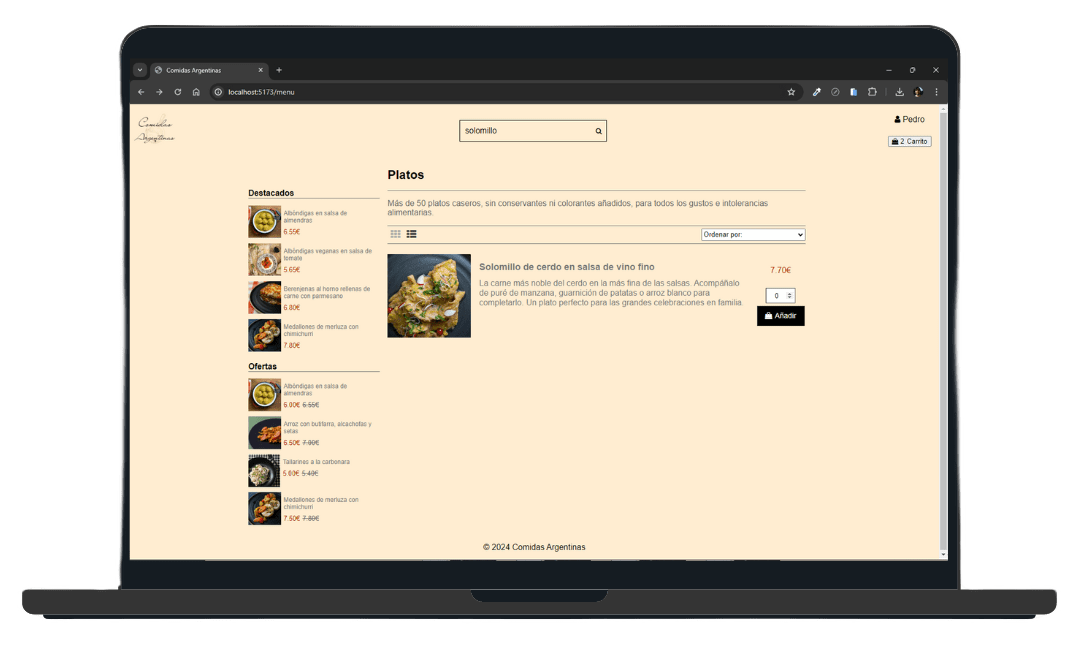 Comidas Argentinas
localhost:5173/menu
Comidas
Argentinas
solomillo
Pedro
2 Carrito
Platos
Más de 50 platos caseros, sin conservantes ni colorantes añadidos, para todos los gustos e intolerancias
alimentarias.
Ordenar por:
Solomillo de cerdo en salsa de vino fino
La carne más noble del cerdo en la más fina de las salsas. Acompáñalo
de puré de manzana, guarnición de patatas o arroz blanco para
completarlo. Un plato perfecto para las grandes celebraciones en familia.
7.70€
0
Añadir
Destacados
Albóndigas en salsa de
almendras
6.55€
Albóndigas veganas en salsa de
tomate
5.65€
Berenjenas al horno rellenas de
carne con parmesano
6.80€
Medallones de merluza con
chimichurri
7.80€
Ofertas
Albóndigas en salsa de
almendras
6.00€ 6.55€
Arroz con butifarra, alcachofas y
setas
6.50€ 7.00€
Tallarines a la carbonara
5.00€ 5.40€
Medallones de merluza con
chimichurri
7.50€ 7.80€
© 2024 Comidas Argentinas